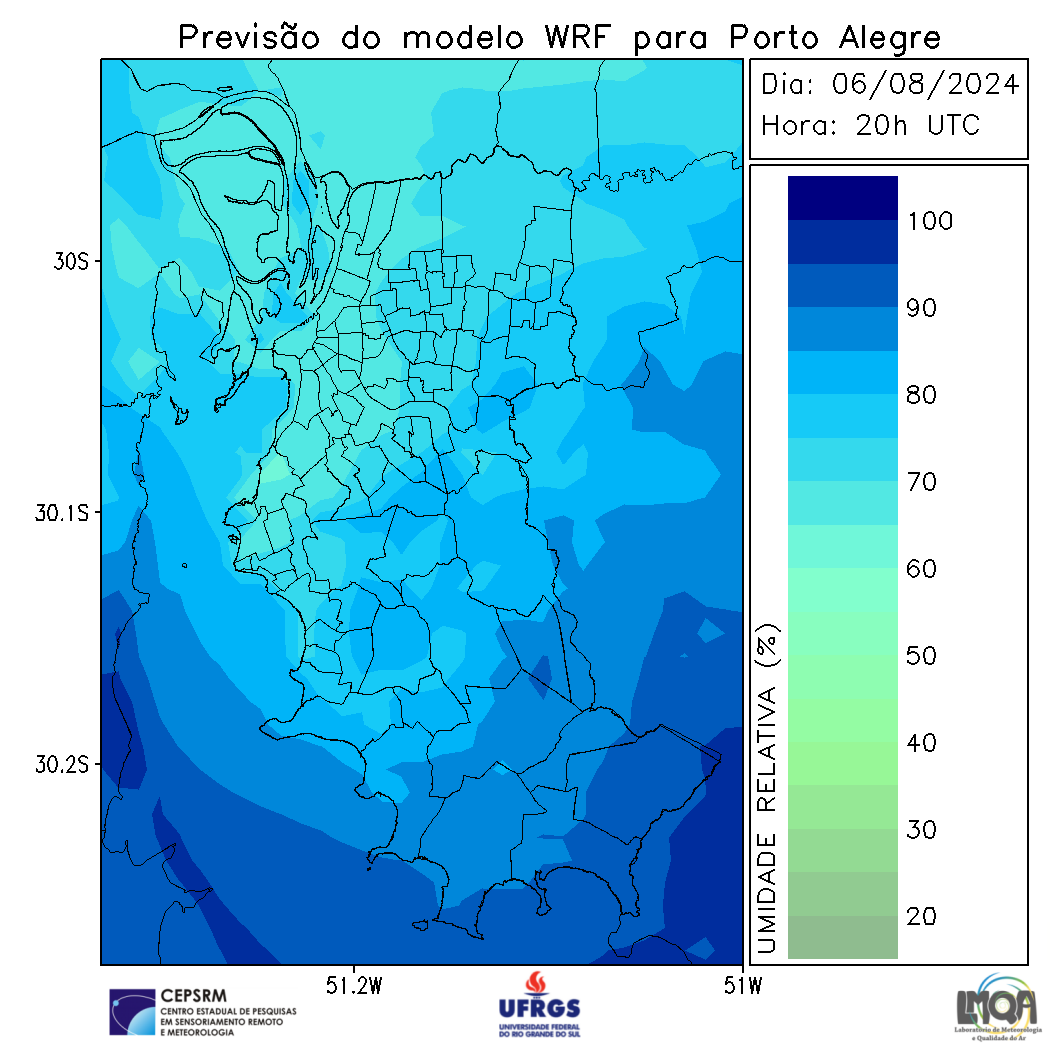 Previsão do modelo WRF para Porto Alegre
Dia: 06/08/2024
Hora: 20h UTC
30S
30.1S
30.2S
51.2W
51W
100
90
80
70
60
50
40
30
20
UMIDADE RELATIVA (%)
CEPSRM
CENTRO ESTADUAL DE PESQUISAS
EM SENSORIAMENTO REMOTO
E METEOROLOGIA
UFRGS
UNIVERSIDADE FEDERAL
DO RIO GRANDE DO SUL
LMQA
Laboratório de Meteorologia
e Qualidade do Ar